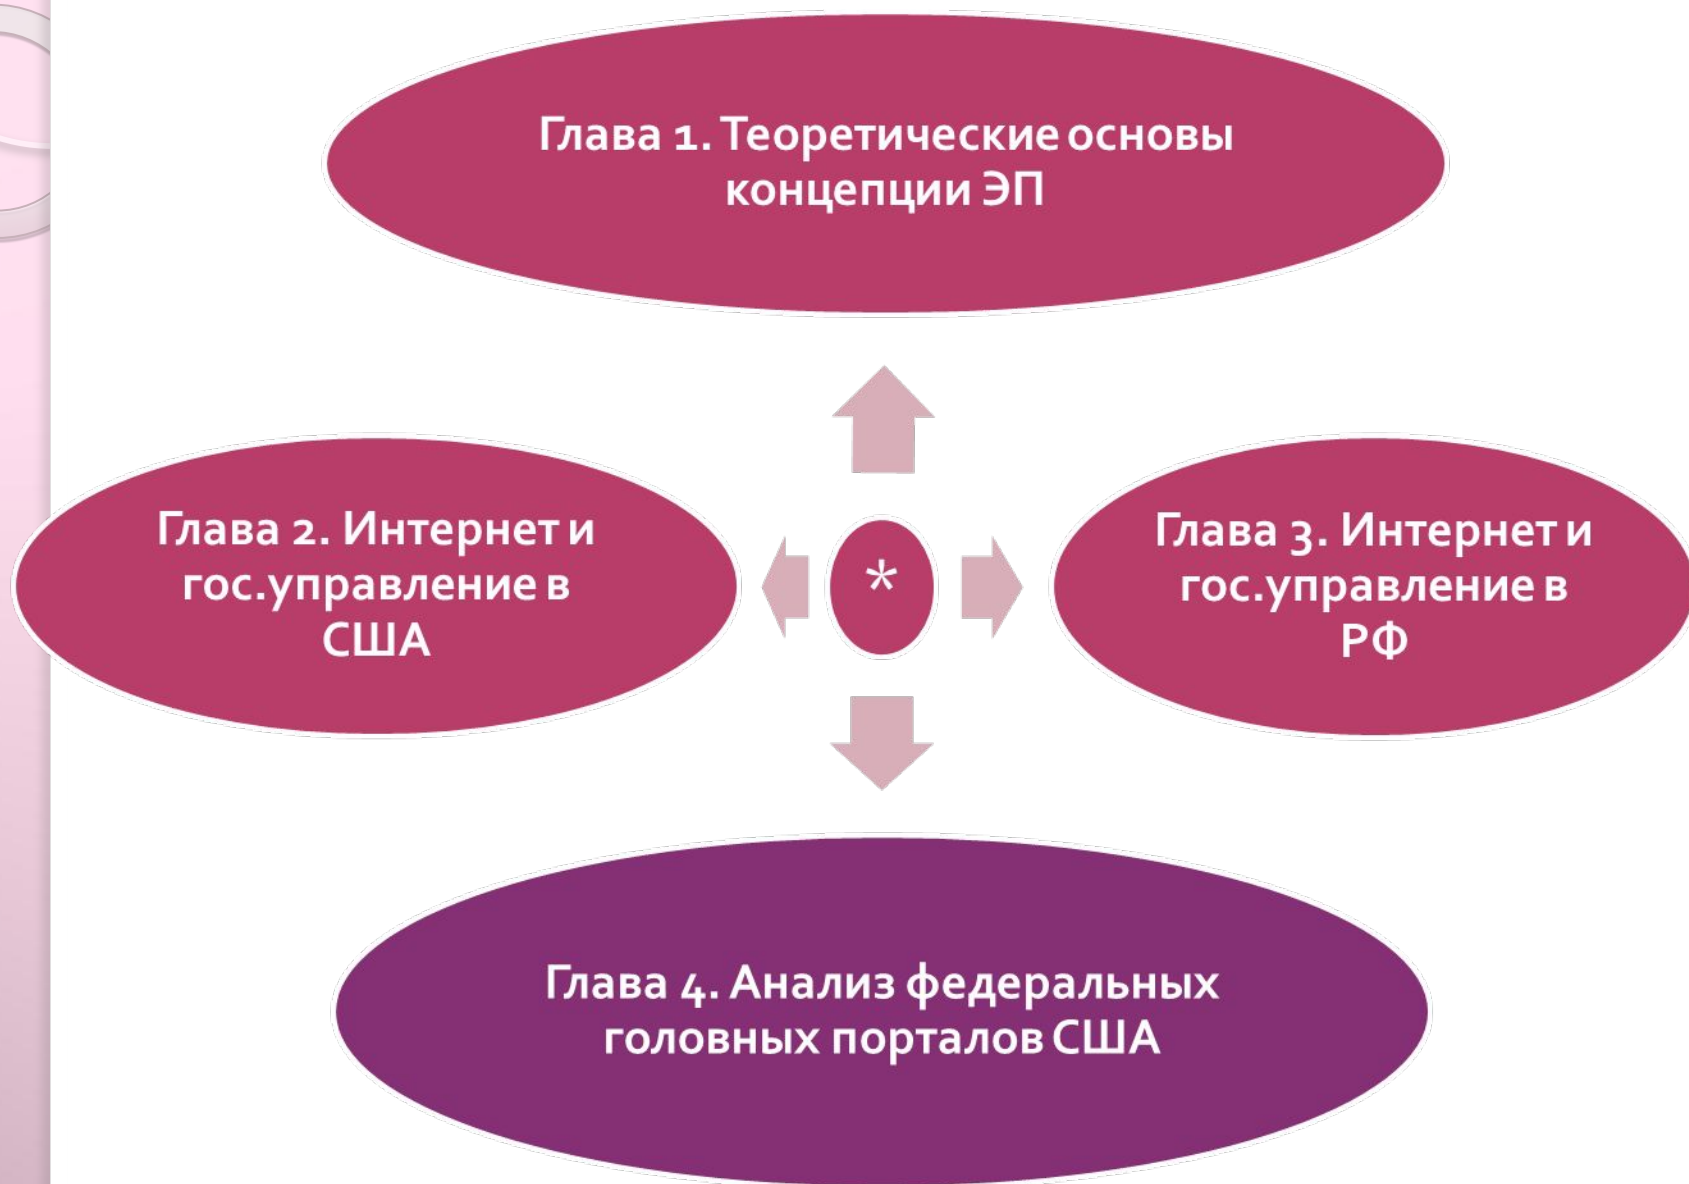 Глава 1. Теоретические основы
концепции ЭП
Глава 2. Интернет и
гос.управление в
США
*
Глава 3. Интернет и
гос.управление в
РФ
Глава 4. Анализ федеральных
головных порталов США